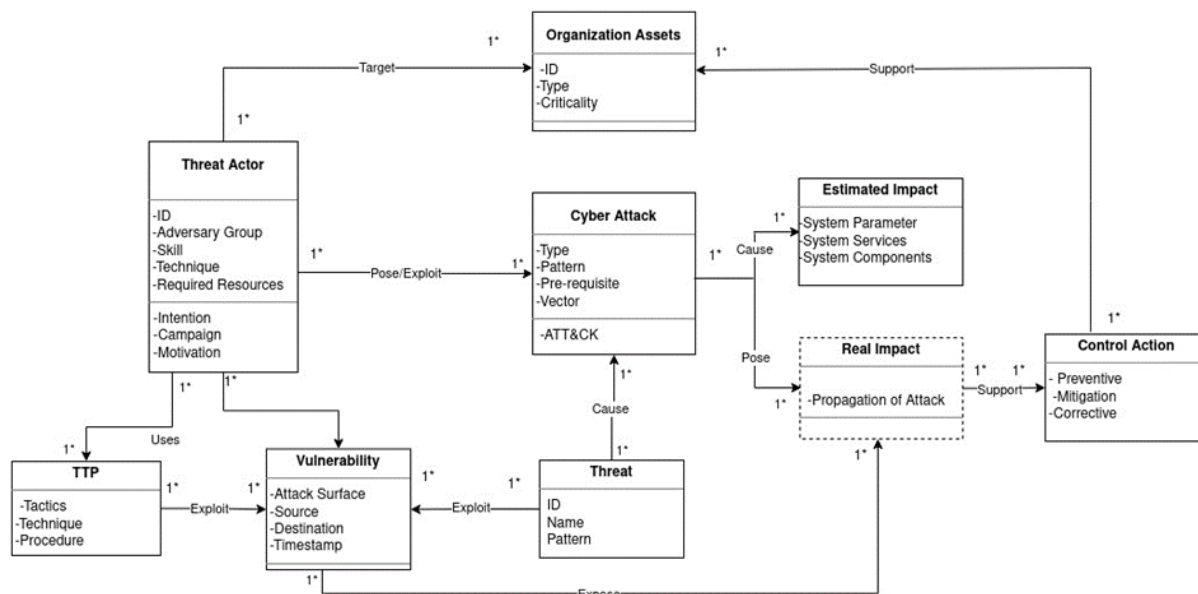 Organization Assets
1*
1*
Target
Support
-ID
-Type
-Criticality
1*
Threat Actor
Estimated Impact
Cyber Attack
-ID
-Adversary Group
-Skill
-Technique
-Required Resources
1*
Pose/Exploit
1*
-Type
-Pattern
-Pre-requisite
-Vector
1*
Cause
1*
-System Parameter
-System Services
-System Components
-Intention
-Campaign
-Motivation
-ATT&CK
1*
Real Impact
Control Action
Pose
1*
1*
1*
1*
Support
-Propagation of Attack
- Preventive
-Mitigation
-Corrective
1*
1*
Uses
Cause
1*
1*
1*
1*
TTP
Vulnerability
Threat
1*
1*
1*
1*
Exploit
Exploit
-Tactics
-Technique
-Procedure
-Attack Surface
-Source
-Destination
-Timestamp
ID
Name
Pattern
1*